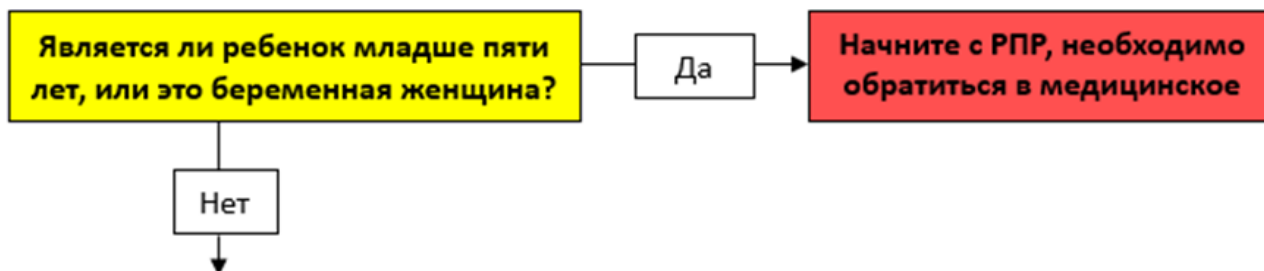 Является ли ребенок младше пяти
лет, или это беременная женщина?
Да
Начните с РПР, необходимо
обратиться в медицинское
Нет